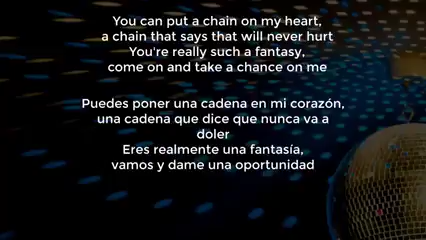 You can put a chain on my heart,
a chain that says that will never hurt
You're really such a fantasy,
come on and take a chance on me
Puedes poner una cadena en mi corazón,
una cadena que dice que nunca va a
doler
Eres realmente una fantasía,
vamos y dame una oportunidad